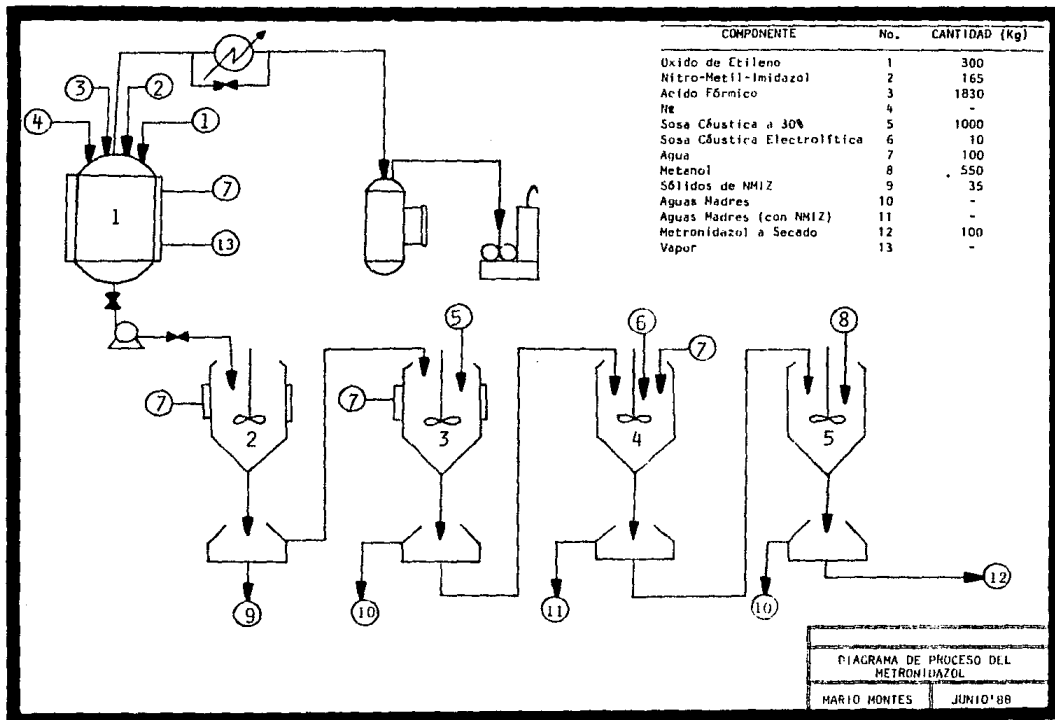 COMPONENTE No. CANTIDAD (Kg)
Oxido de Etileno 1 300
Nitro-Metil-Imidazol 2 165
Acido Fórmico 3 1830
4 -
Sosa Cáustica a 30% 5 1000
Sosa Cáustica Electrolítica 6 10
Agua 7 100
Metanol 8 550
Sólidos de NMIZ 9 35
Aguas Madres 10 -
Aguas Madres (con NMIZ) 11 -
Metronidazol a Secado 12 100
Vapor 13 -
3
2
4
1
1
7
13
5
6
8
7
7
7
2
3
4
5
9
10
11
10
12
DIAGRAMA DE PROCESO DEL
METRONIDAZOL
MARIO MONTES JUNIO'88